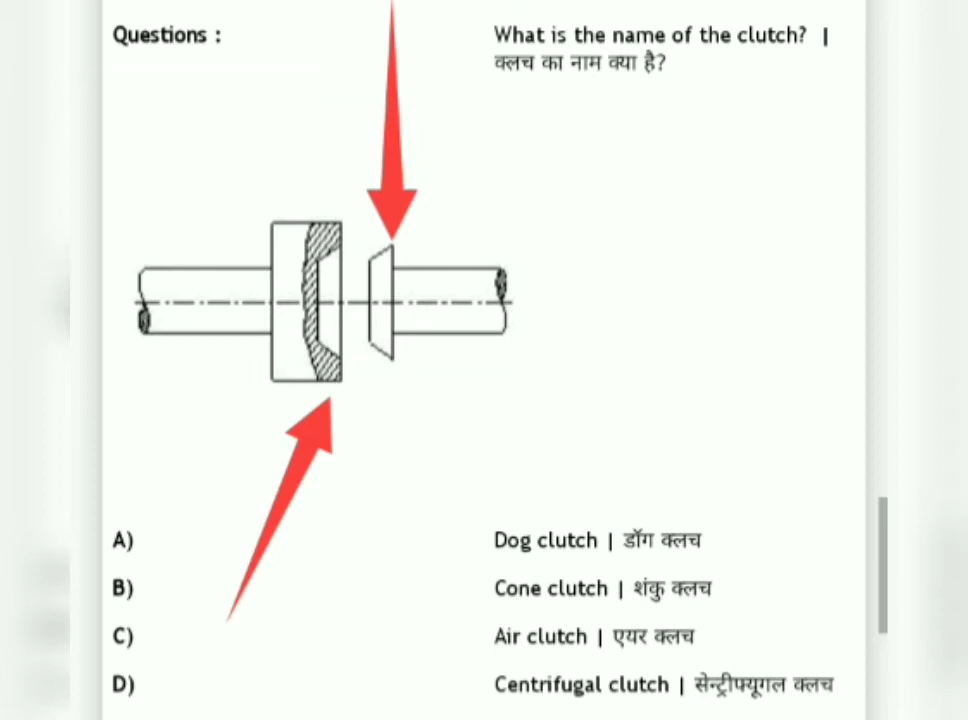 Questions :
What is the name of the clutch? |
क्लच का नाम क्या है?
A) Dog clutch | डॉग क्लच
B) Cone clutch | शंकु क्लच
C) Air clutch | एयर क्लच
D) Centrifugal clutch | सेन्ट्रीफ्यूगल क्लच